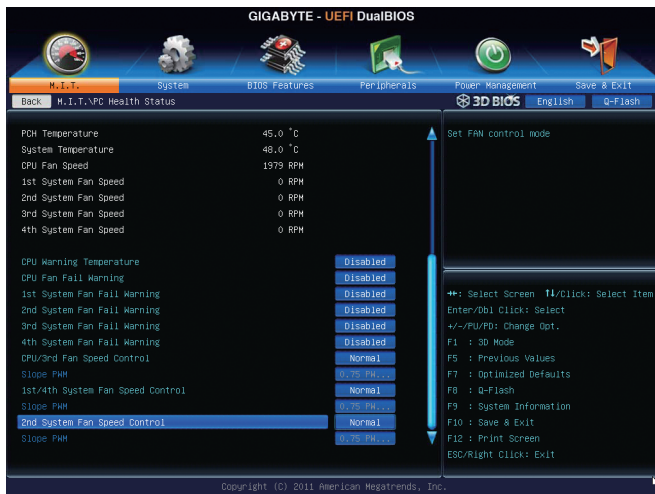 GIGABYTE - UEFI DualBIOS
M.I.T. System BIOS Features Peripherals Power Management Save & Exit
Back M.I.T.\PC Health Status 3D BIOS English Q-Flash
PCH Temperature 45.0 °C
System Temperature 48.0 °C
CPU Fan Speed 1979 RPM
1st System Fan Speed 0 RPM
2nd System Fan Speed 0 RPM
3rd System Fan Speed 0 RPM
4th System Fan Speed 0 RPM
CPU Warning Temperature Disabled
CPU Fan Fail Warning Disabled
1st System Fan Fail Warning Disabled
2nd System Fan Fail Warning Disabled
3rd System Fan Fail Warning Disabled
4th System Fan Fail Warning Disabled
CPU/3rd Fan Speed Control Normal
Slope PWM 0.75 PW...
1st/4th System Fan Speed Control Normal
Slope PWM 0.75 PW...
2nd System Fan Speed Control Normal
Slope PWM 0.75 PW...
Set FAN control mode
→←: Select Screen ↑↓/Click: Select Item
Enter/Dbl Click: Select
+/-/PU/PD: Change Opt.
F1 : 3D Mode
F5 : Previous Values
F7 : Optimized Defaults
F8 : Q-Flash
F9 : System Information
F10 : Save & Exit
F12 : Print Screen
ESC/Right Click: Exit
Copyright (C) 2011 American Megatrends, Inc.